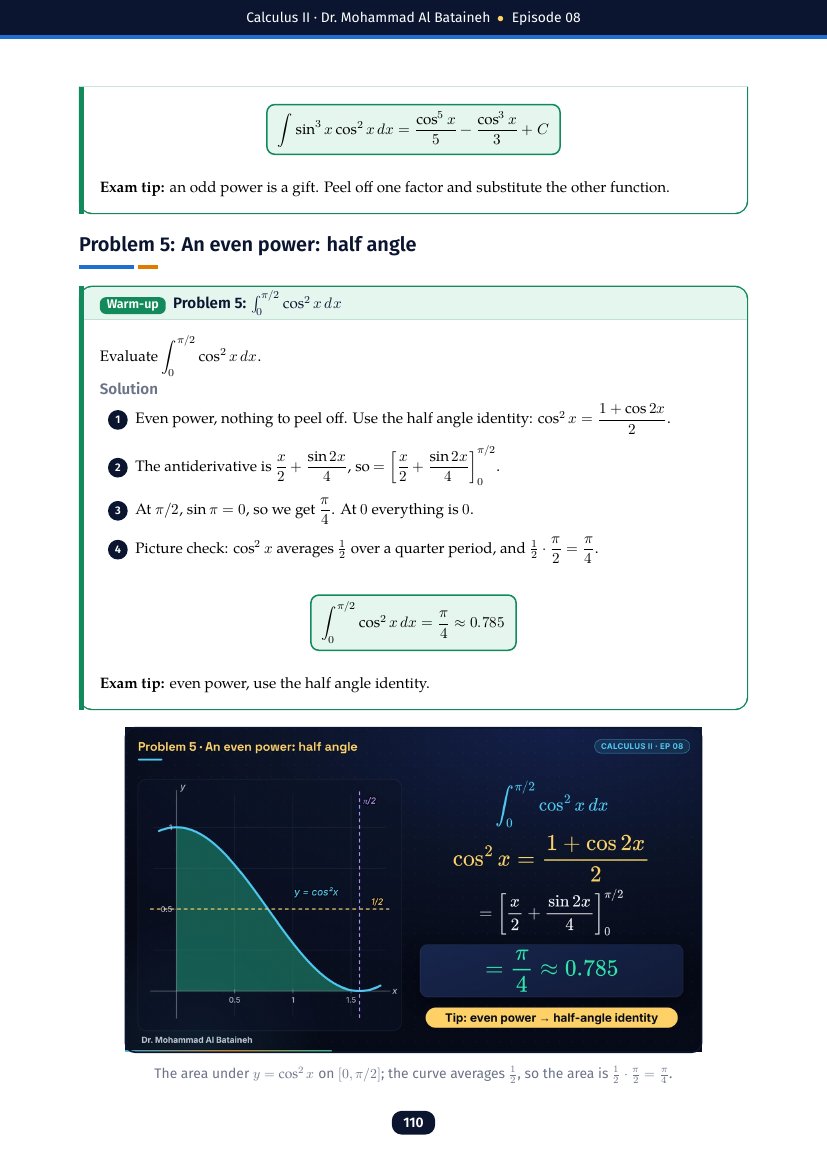 Calculus II · Dr. Mohammad Al Bataineh • Episode 08
∫ sin³ x cos² x dx = cos⁵ x / 5 − cos³ x / 3 + C
Exam tip: an odd power is a gift. Peel off one factor and substitute the other function.
Problem 5: An even power: half angle
Warm-up Problem 5: ∫₀^{π/2} cos² x dx
Evaluate ∫₀^{π/2} cos² x dx.
Solution
1 Even power, nothing to peel off. Use the half angle identity: cos² x = (1 + cos 2x)/2.
2 The antiderivative is x/2 + sin 2x/4, so = [x/2 + sin 2x/4]₀^{π/2}.
3 At π/2, sin π = 0, so we get π/4. At 0 everything is 0.
4 Picture check: cos² x averages 1/2 over a quarter period, and 1/2 · π/2 = π/4.
∫₀^{π/2} cos² x dx = π/4 ≈ 0.785
Exam tip: even power, use the half angle identity.
Problem 5 · An even power: half angle
CALCULUS II · EP 08
y
π/2
1
y = cos²x
1/2
0.5
x
0.5 1 1.5
∫₀^{π/2} cos² x dx
cos² x = (1 + cos 2x)/2
= [x/2 + sin 2x/4]₀^{π/2}
= π/4 ≈ 0.785
Tip: even power → half-angle identity
Dr. Mohammad Al Bataineh
The area under y = cos² x on [0, π/2]; the curve averages 1/2, so the area is 1/2 · π/2 = π/4.
110